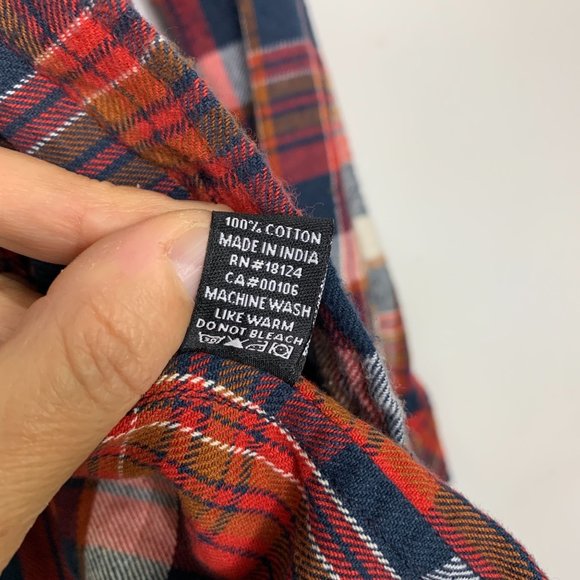 100% COTTON
MADE IN INDIA
RN#18124
CA#00106
MACHINE WASH
LIKE WARM
DO NOT BLEACH